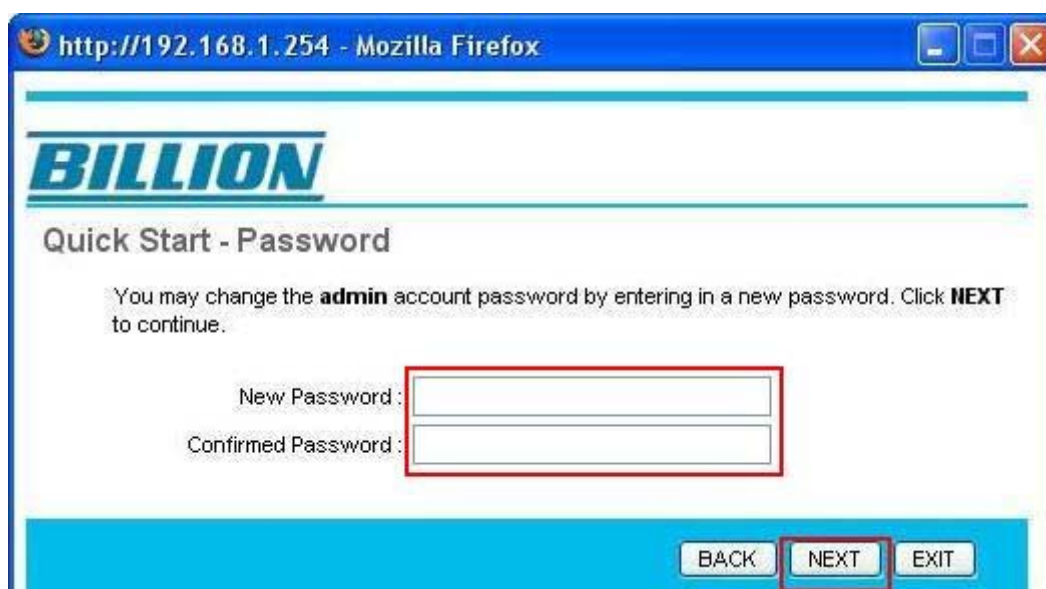 http://192.168.1.254 - Mozilla Firefox
BILLION
Quick Start - Password
You may change the admin account password by entering in a new password. Click NEXT
to continue.
New Password :
Confirmed Password :
BACK NEXT EXIT